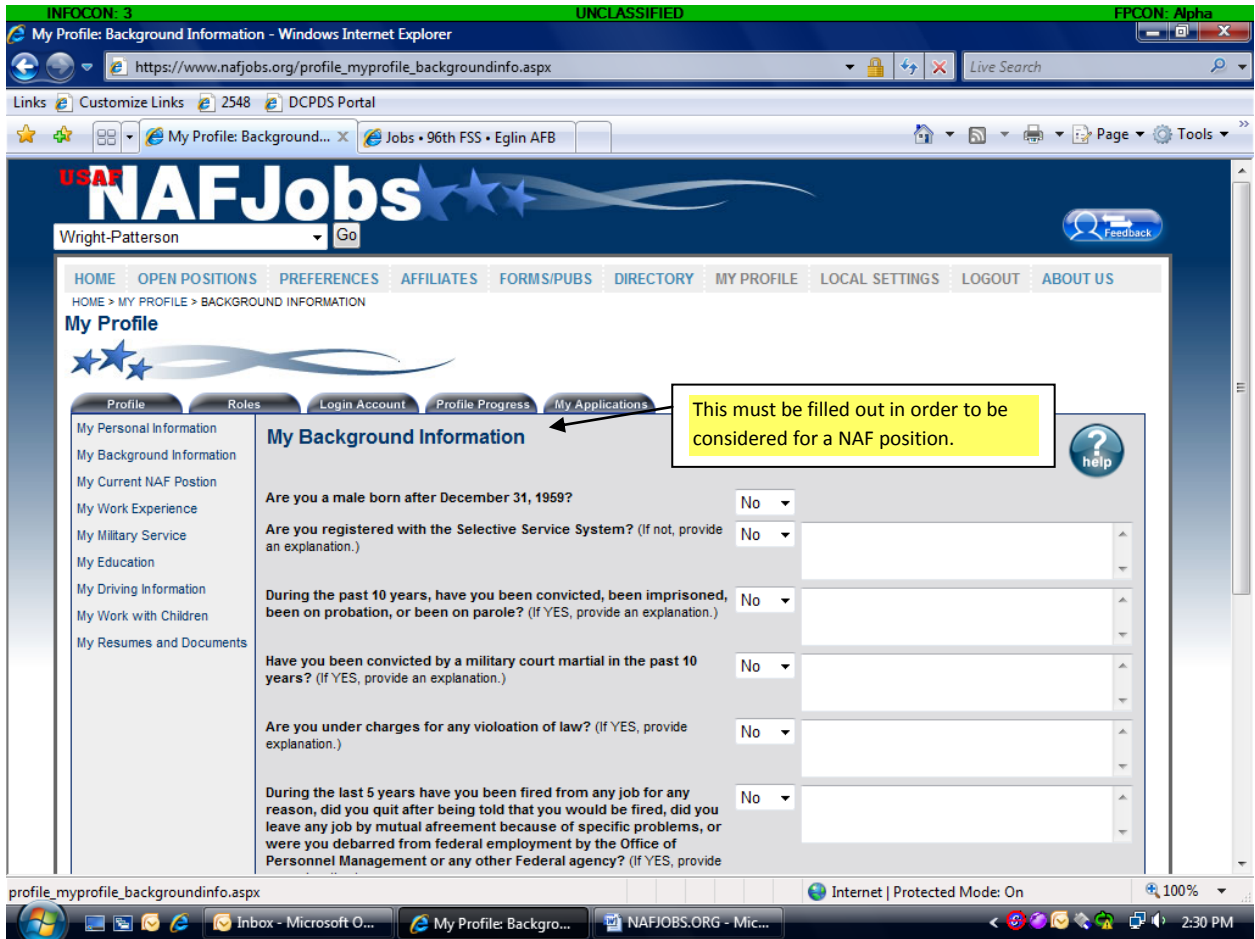 INFOCON: 3 UNCLASSIFIED FPCON: Alpha
My Profile: Background Information - Windows Internet Explorer
https://www.nafjobs.org/profile_myprofile_backgroundinfo.aspx Live Search
Links Customize Links 2548 DCPDS Portal
My Profile: Background... X Jobs • 96th FSS • Eglin AFB Page Tools »
USAF
NAFJobs
Wright-Patterson Go Feedback
HOME OPEN POSITIONS PREFERENCES AFFILIATES FORMS/PUBS DIRECTORY MY PROFILE LOCAL SETTINGS LOGOUT ABOUT US
HOME > MY PROFILE > BACKGROUND INFORMATION
My Profile
Profile Roles Login Account Profile Progress My Applications
This must be filled out in order to be
considered for a NAF position.
My Personal Information
My Background Information
My Current NAF Postion
My Work Experience
My Military Service
My Education
My Driving Information
My Work with Children
My Resumes and Documents
My Background Information
? help
Are you a male born after December 31, 1959? No
Are you registered with the Selective Service System? (If not, provide No
an explanation.)
During the past 10 years, have you been convicted, been imprisoned, No
been on probation, or been on parole? (If YES, provide an explanation.)
Have you been convicted by a military court martial in the past 10 No
years? (If YES, provide an explanation.)
Are you under charges for any violoation of law? (If YES, provide No
explanation.)
During the last 5 years have you been fired from any job for any No
reason, did you quit after being told that you would be fired, did you
leave any job by mutual afreement because of specific problems, or
were you debarred from federal employment by the Office of
Personnel Management or any other Federal agency? (If YES, provide
profile_myprofile_backgroundinfo.aspx Internet | Protected Mode: On 100%
Inbox - Microsoft O... My Profile: Backgro... NAFJOBS.ORG - Mic... 2:30 PM